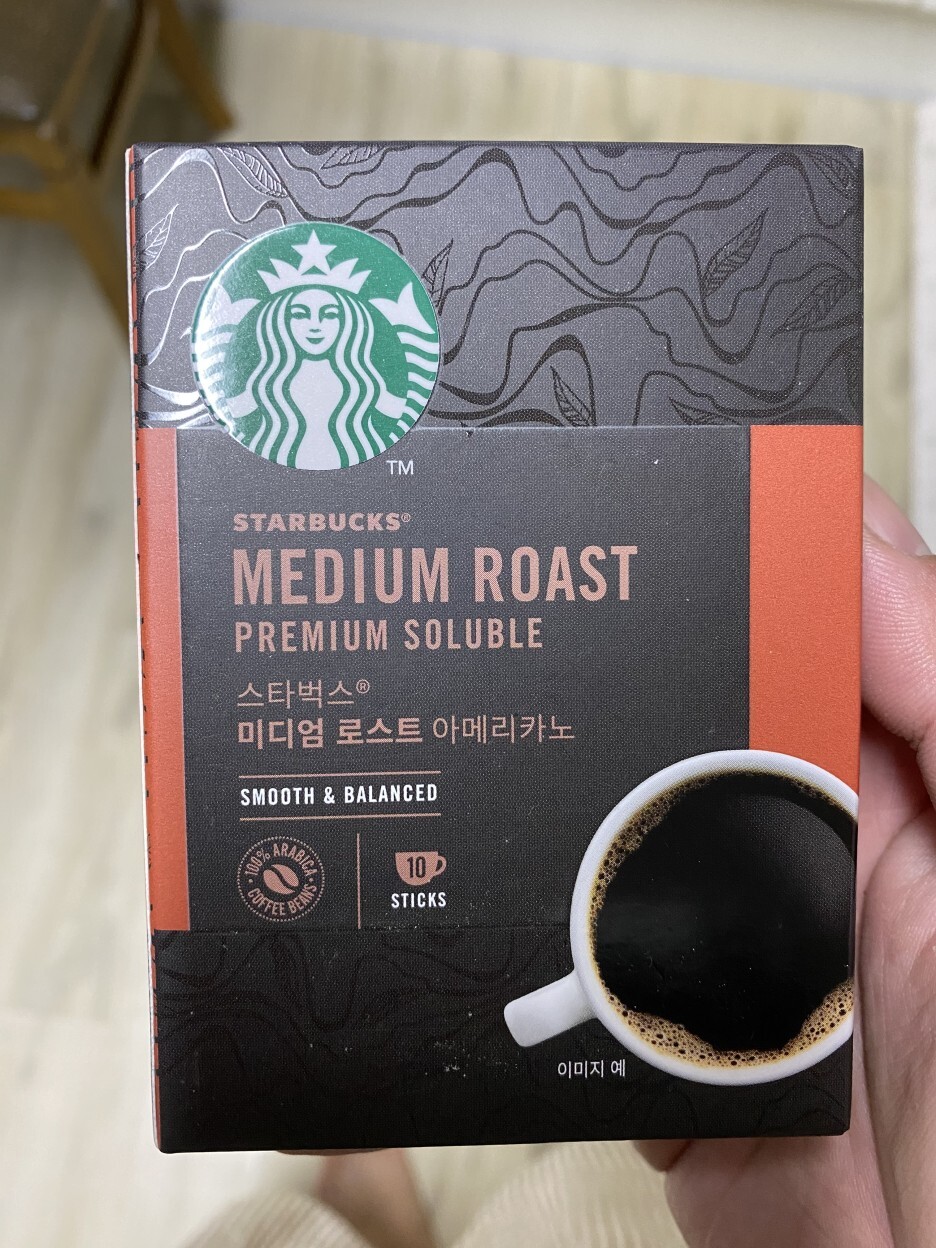 TM
STARBUCKS®
MEDIUM ROAST
PREMIUM SOLUBLE
스타벅스®
미디엄 로스트 아메리카노
SMOOTH & BALANCED
100% ARABICA
COFFEE BEANS
10
STICKS
이미지 예